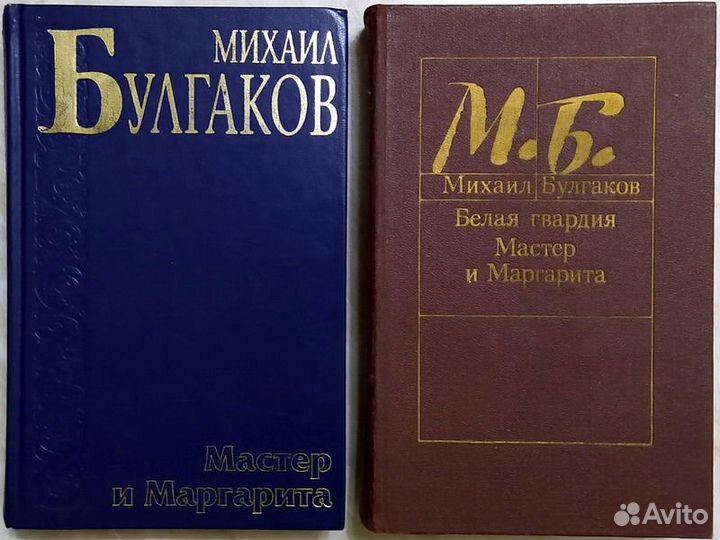 МИХАИЛ
БУЛГАКОВ
Мастер
и Маргарита
М.Б.
Михаил Булгаков
Белая гвардия
Мастер
и Маргарита
Avito